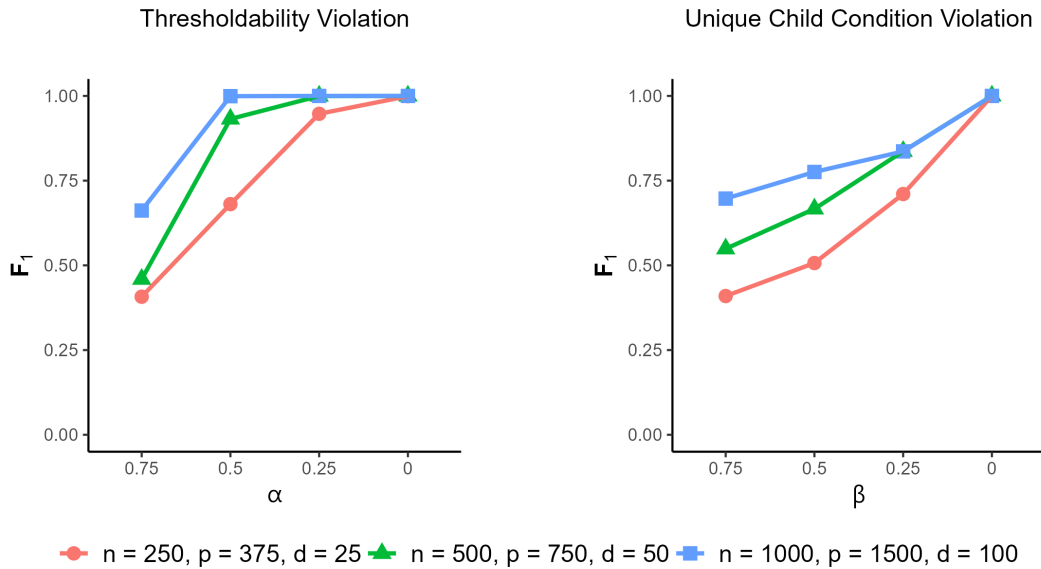 Thresholdability Violation
1.00
0.75
0.50
0.25
0.00
F1
0.75 0.5 0.25 0
α
Unique Child Condition Violation
1.00
0.75
0.50
0.25
0.00
F1
0.75 0.5 0.25 0
β
n = 250, p = 375, d = 25 n = 500, p = 750, d = 50 n = 1000, p = 1500, d = 100